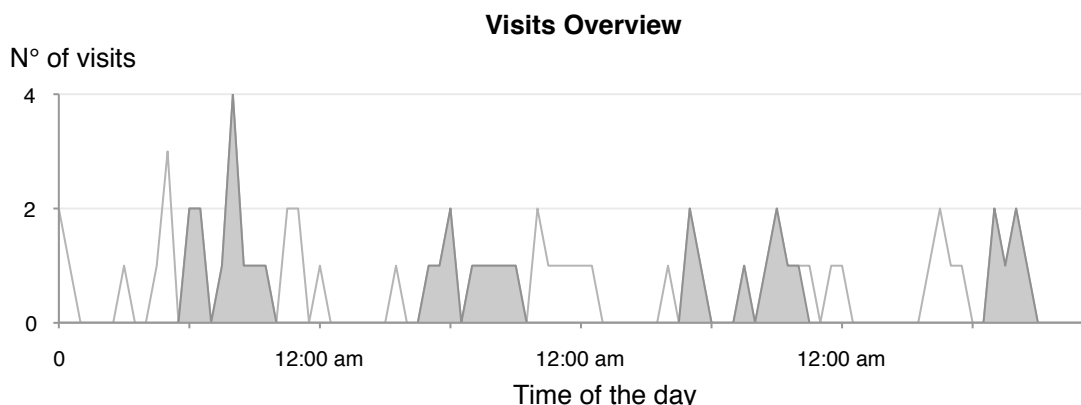 Visits Overview
N° of visits
4
2
0
0 12:00 am 12:00 am 12:00 am
Time of the day